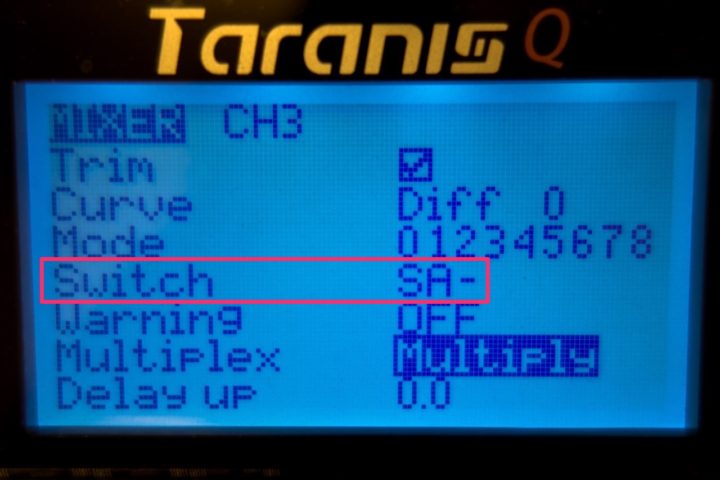 Taranis Q
MIXER CH3
Trim
Curve Diff 0
Mode 012345678
Switch SA-
Warning OFF
Multiplex Multiply
Delay up 0.0